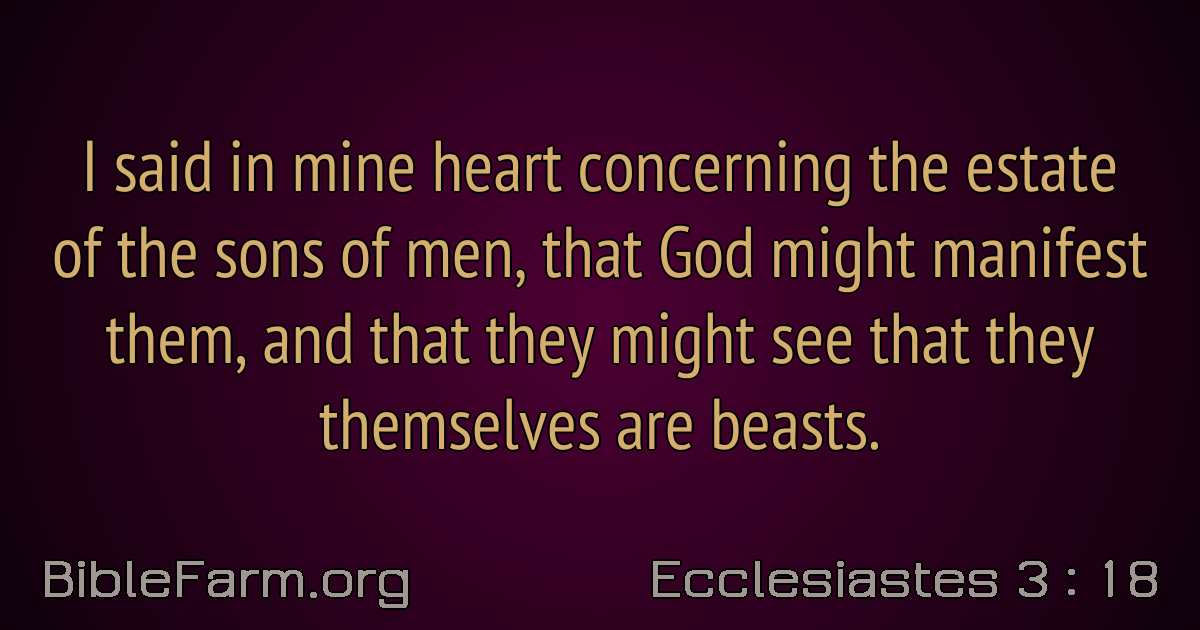 I said in mine heart concerning the estate
of the sons of men, that God might manifest
them, and that they might see that they
themselves are beasts.
BibleFarm.org
Ecclesiastes 3 : 18